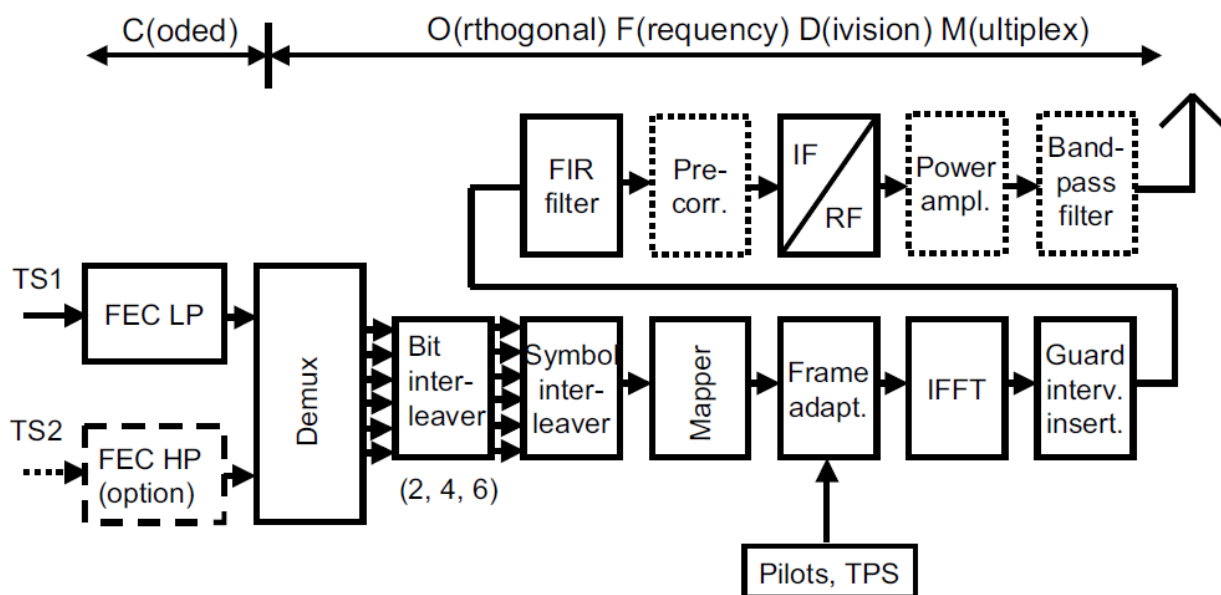 C(oded)
O(rthogonal) F(requency) D(ivision) M(ultiplex)
FIR
filter
Pre-
corr.
IF
RF
Power
ampl.
Band-
pass
filter
TS1
FEC LP
TS2
FEC HP
(option)
Demux
Bit
inter-
leaver
(2, 4, 6)
Symbol
inter-
leaver
Mapper
Frame
adapt.
IFFT
Guard
interv.
insert.
Pilots, TPS